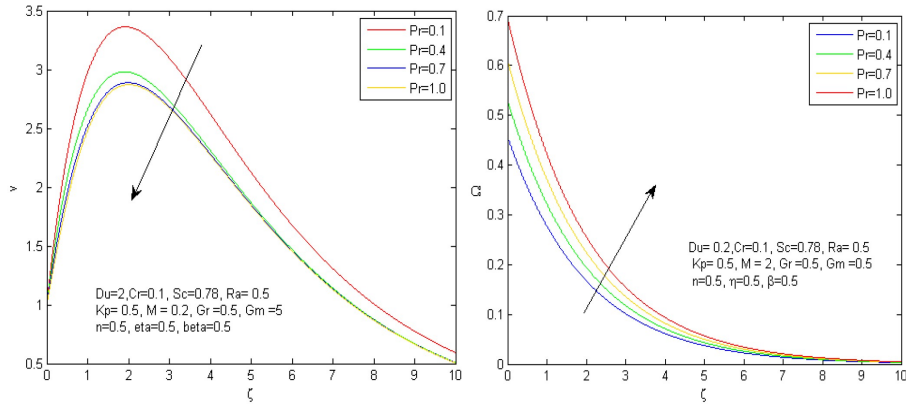 3.5
3
2.5
2
1.5
1
0.5
v
0 1 2 3 4 5 6 7 8 9 10
ζ
Pr=0.1
Pr=0.4
Pr=0.7
Pr=1.0
Du=2,Cr=0.1, Sc=0.78, Ra= 0.5
Kp= 0.5, M = 0.2, Gr =0.5, Gm =5
n=0.5, eta=0.5, beta=0.5
0.7
0.6
0.5
0.4
0.3
0.2
0.1
0
Ω
0 1 2 3 4 5 6 7 8 9 10
ζ
Pr=0.1
Pr=0.4
Pr=0.7
Pr=1.0
Du= 0.2,Cr=0.1, Sc=0.78, Ra= 0.5
Kp= 0.5, M = 2, Gr =0.5, Gm =0.5
n=0.5, η=0.5, β=0.5